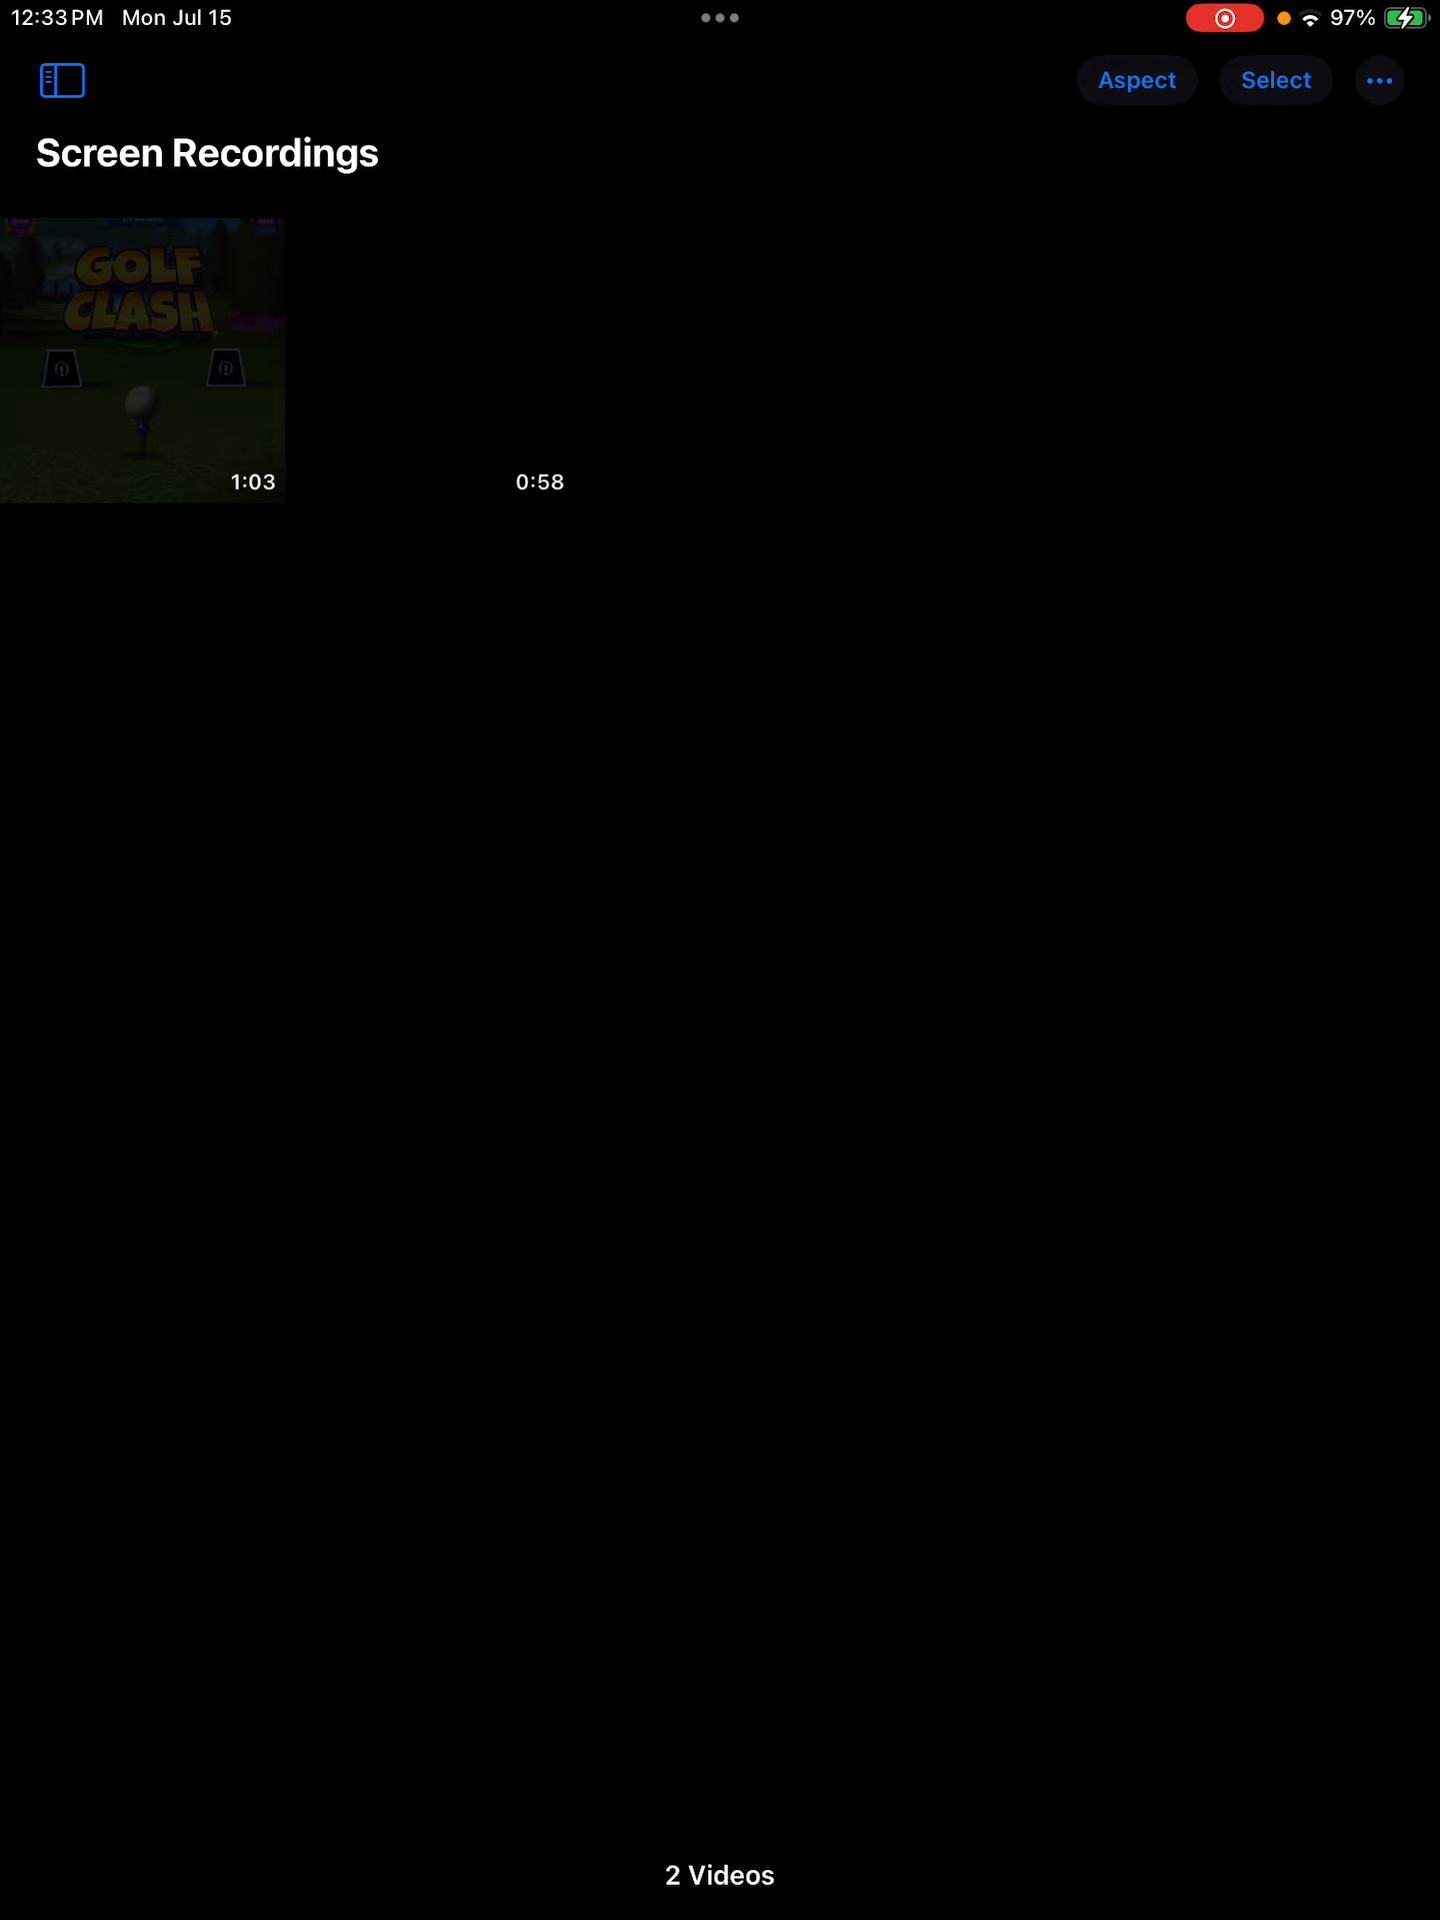 12:33 PM Mon Jul 15
97%
Aspect
Select
Screen Recordings
GOLF
CLASH
1:03
0:58
2 Videos